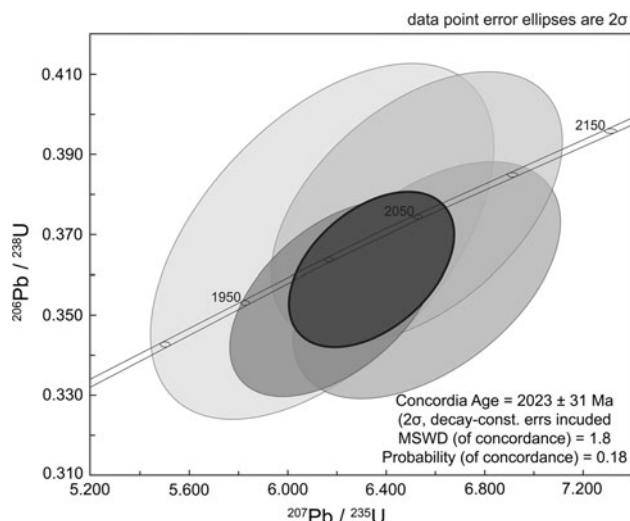 data point error ellipses are 2σ
0.410
2150
0.390
2050
0.370
206Pb / 238U
1950
0.350
0.330
Concordia Age = 2023 ± 31 Ma
(2σ, decay-const. errs incuded
MSWD (of concordance) = 1.8
Probability (of concordance) = 0.18
0.310
5.200 5.600 6.000 6.400 6.800 7.200
207Pb / 235U